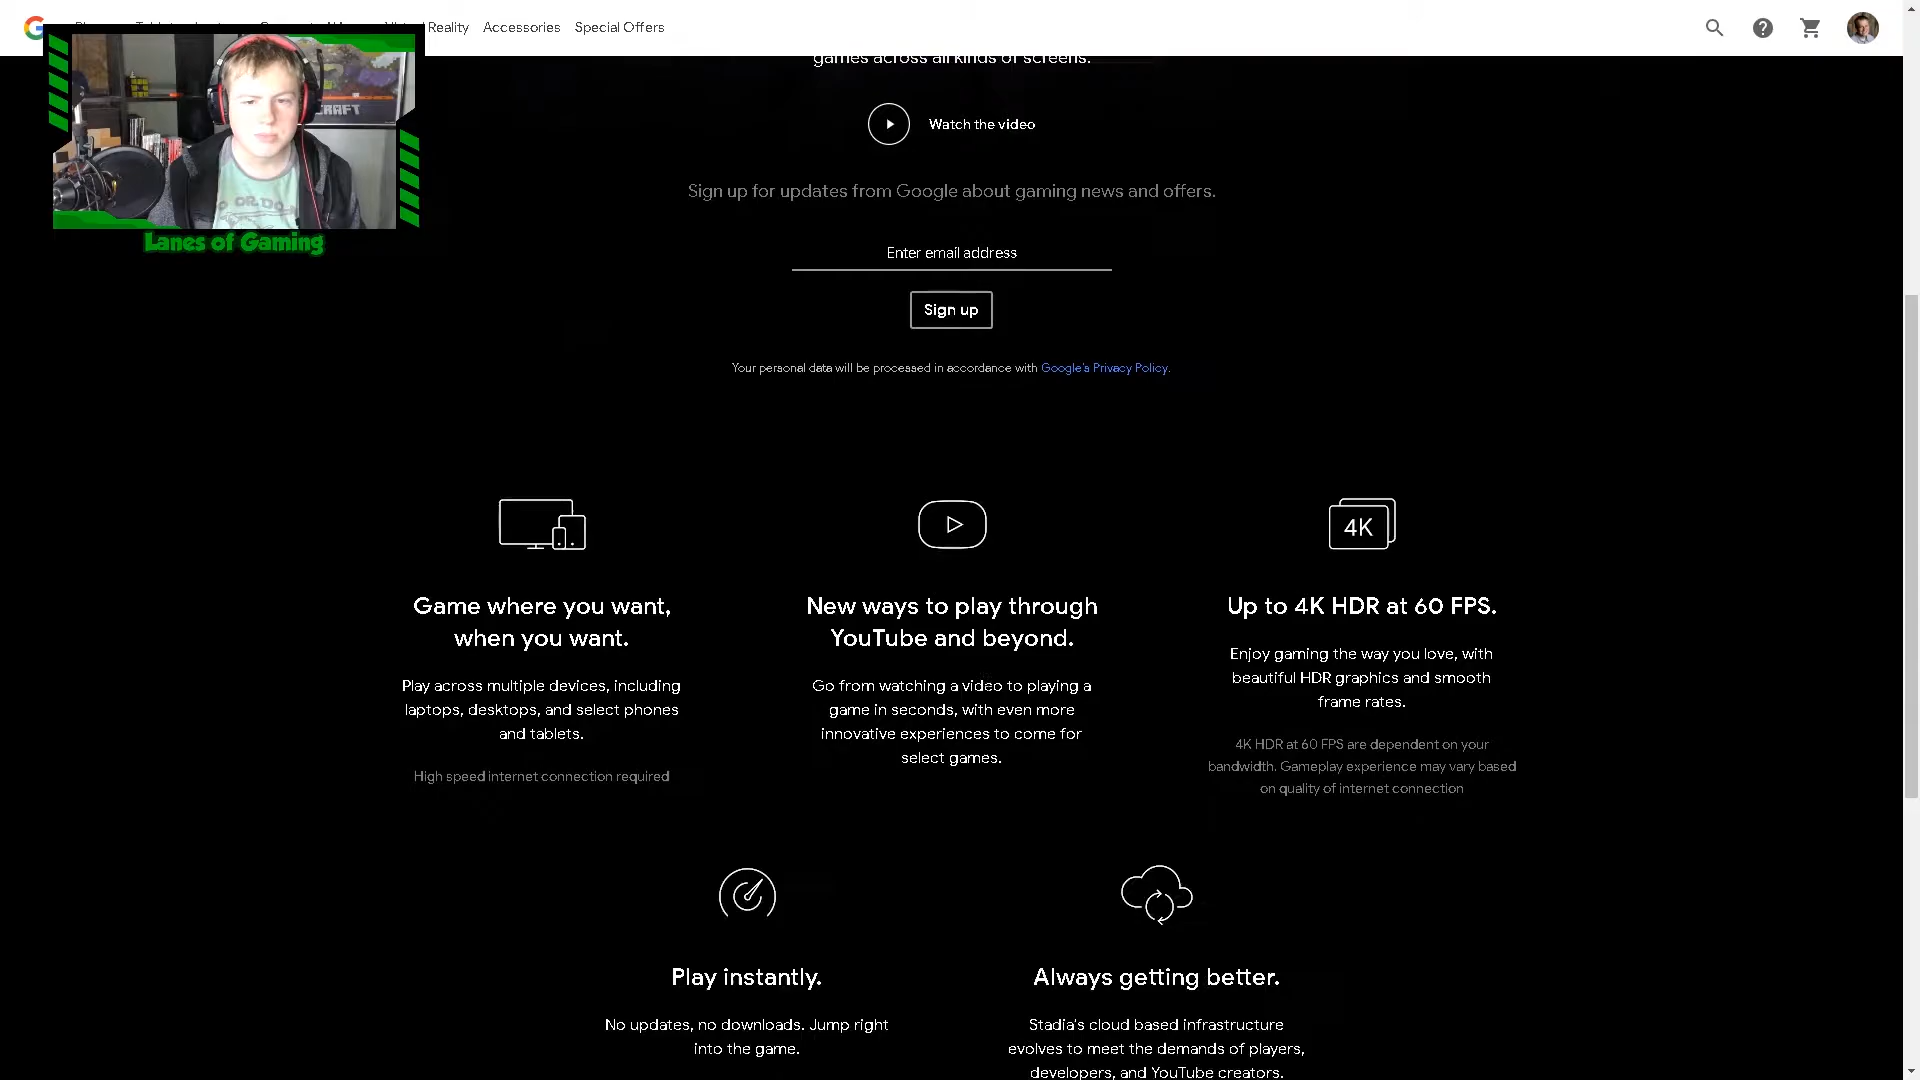 Reality Accessories Special Offers
games across all kinds of screens.
CRAFT
Lanes of Gaming
Watch the video
Sign up for updates from Google about gaming news and offers.
Enter email address
Sign up
Your personal data will be processed in accordance with Google's Privacy Policy.
4K
Game where you want,
when you want.
Play across multiple devices, including
laptops, desktops, and select phones
and tablets.
High speed internet connection required
New ways to play through
YouTube and beyond.
Go from watching a video to playing a
game in seconds, with even more
innovative experiences to come for
select games.
Up to 4K HDR at 60 FPS.
Enjoy gaming the way you love, with
beautiful HDR graphics and smooth
frame rates.
4K HDR at 60 FPS are dependent on your
bandwidth. Gameplay experience may vary based
on quality of internet connection
Play instantly.
No updates, no downloads. Jump right
into the game.
Always getting better.
Stadia's cloud based infrastructure
evolves to meet the demands of players,
developers, and YouTube creators.